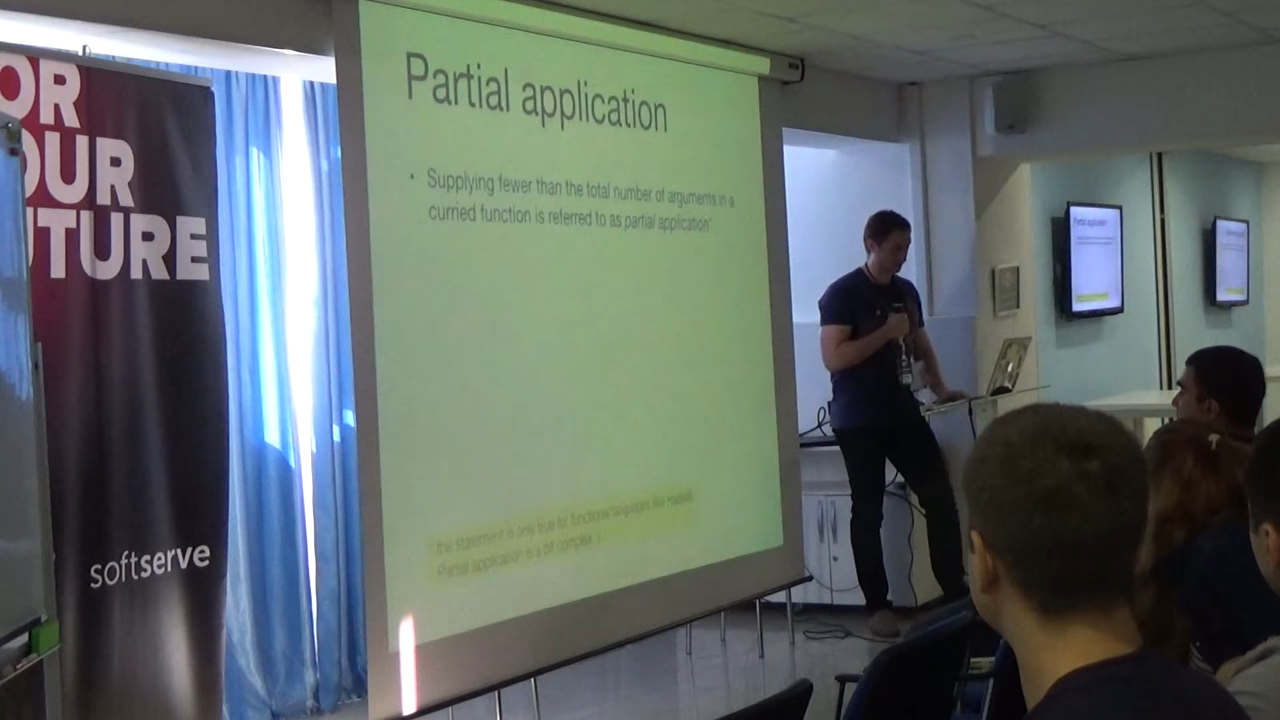 OR
OUR
UTURE
softserve
Partial application
• Supplying fewer than the total number of arguments in a
curried function is referred to as partial application"
the statement is only true for functional languages like Haskell
Partial application is a bit complex
Partial application